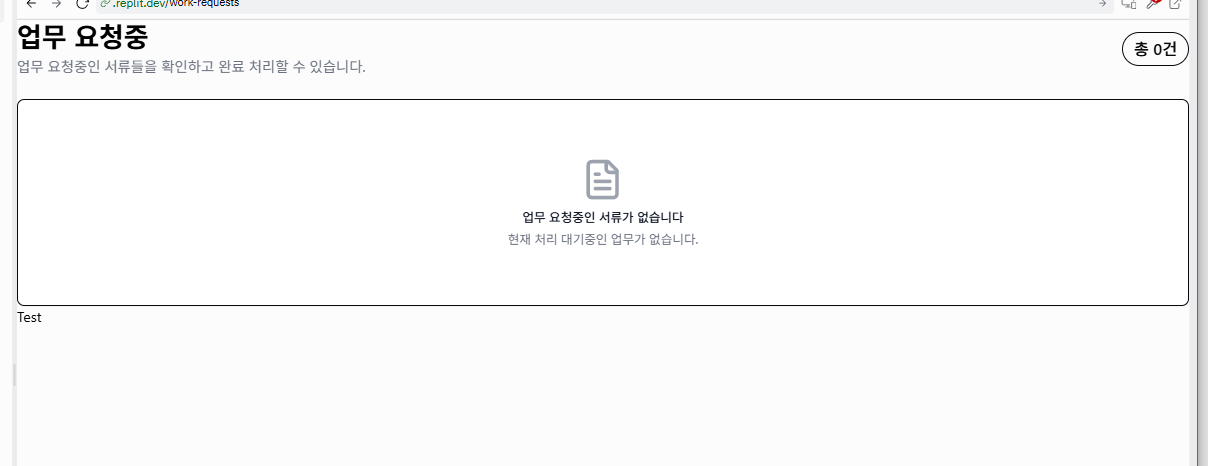 .replit.dev/work-requests
업무 요청중
총 0건
업무 요청중인 서류들을 확인하고 완료 처리할 수 있습니다.
업무 요청중인 서류가 없습니다
현재 처리 대기중인 업무가 없습니다.
Test